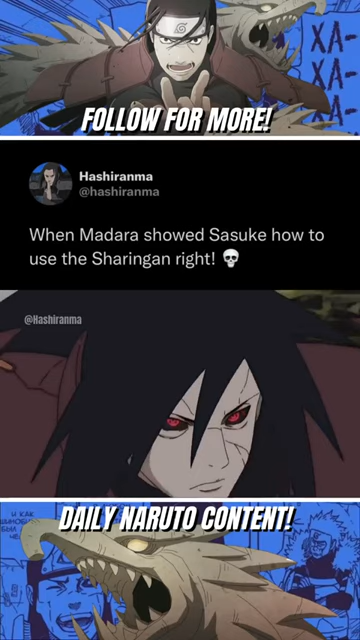 XA-
XA-
XA-
FOLLOW FOR MORE!
Hashiranma
@hashiranma
When Madara showed Sasuke how to
use the Sharingan right! 💀
@Hashiranma
DAILY NARUTO CONTENT!
И КАК